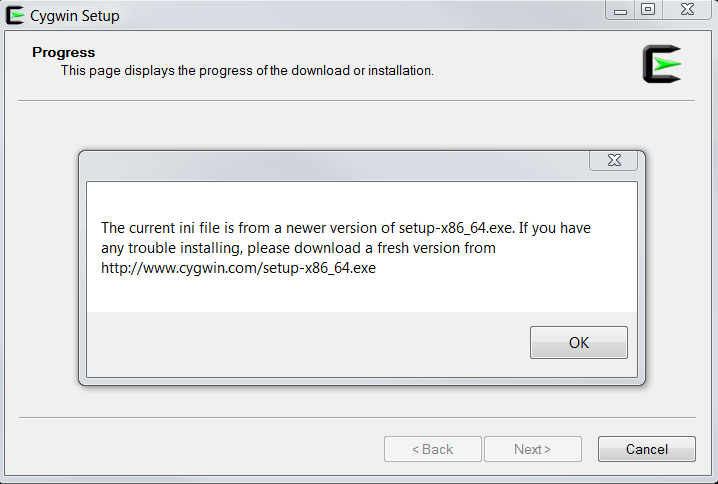 Cygwin Setup
Progress
This page displays the progress of the download or installation.
The current ini file is from a newer version of setup-x86_64.exe. If you have
any trouble installing, please download a fresh version from
http://www.cygwin.com/setup-x86_64.exe
OK
< Back
Next >
Cancel